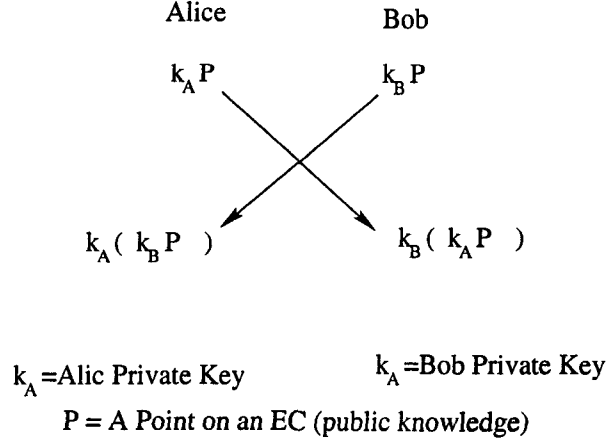 Alice Bob
k_A P k_B P
k_A ( k_B P ) k_B ( k_A P )
k_A =Alic Private Key k_A =Bob Private Key
P = A Point on an EC (public knowledge)